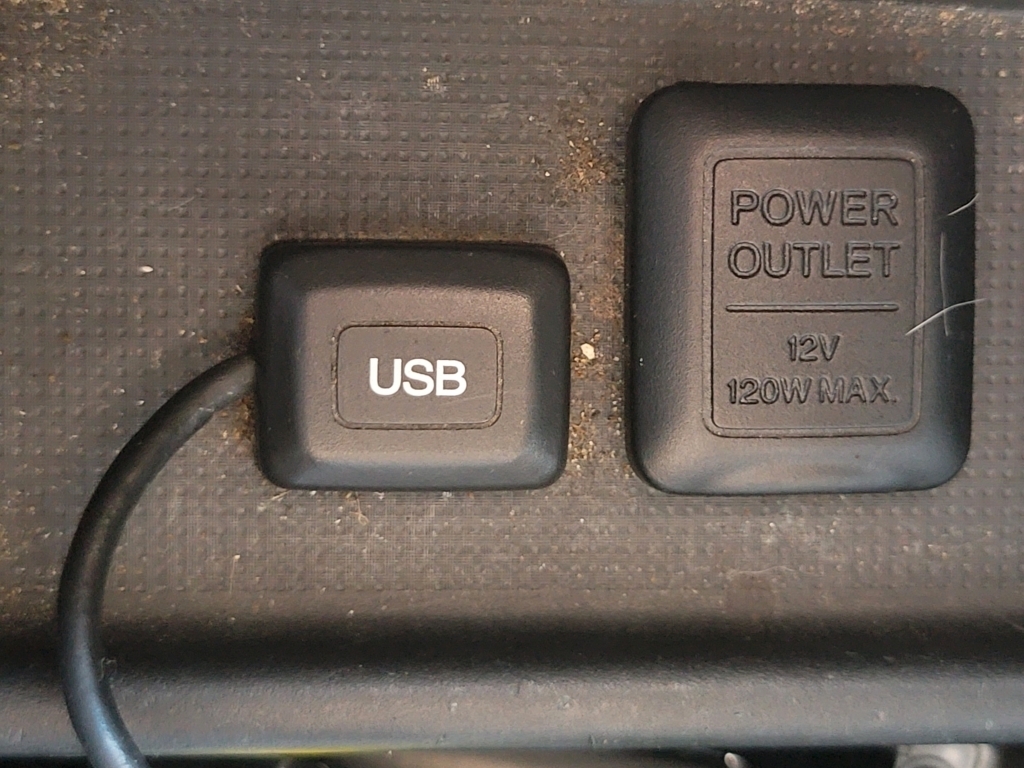 USB
POWER
OUTLET
12V
120W MAX.